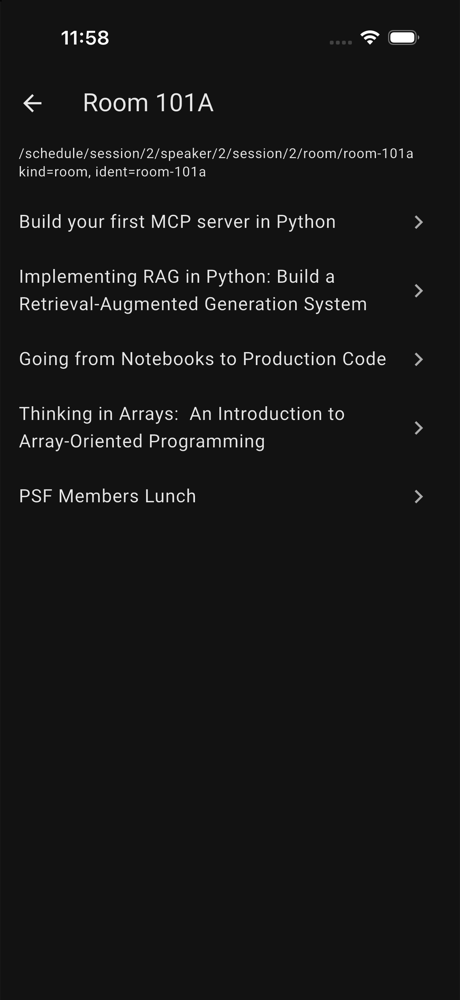 11:58
Room 101A
/schedule/session/2/speaker/2/session/2/room/room-101a
kind=room, ident=room-101a
Build your first MCP server in Python
Implementing RAG in Python: Build a
Retrieval-Augmented Generation System
Going from Notebooks to Production Code
Thinking in Arrays:  An Introduction to
Array-Oriented Programming
PSF Members Lunch